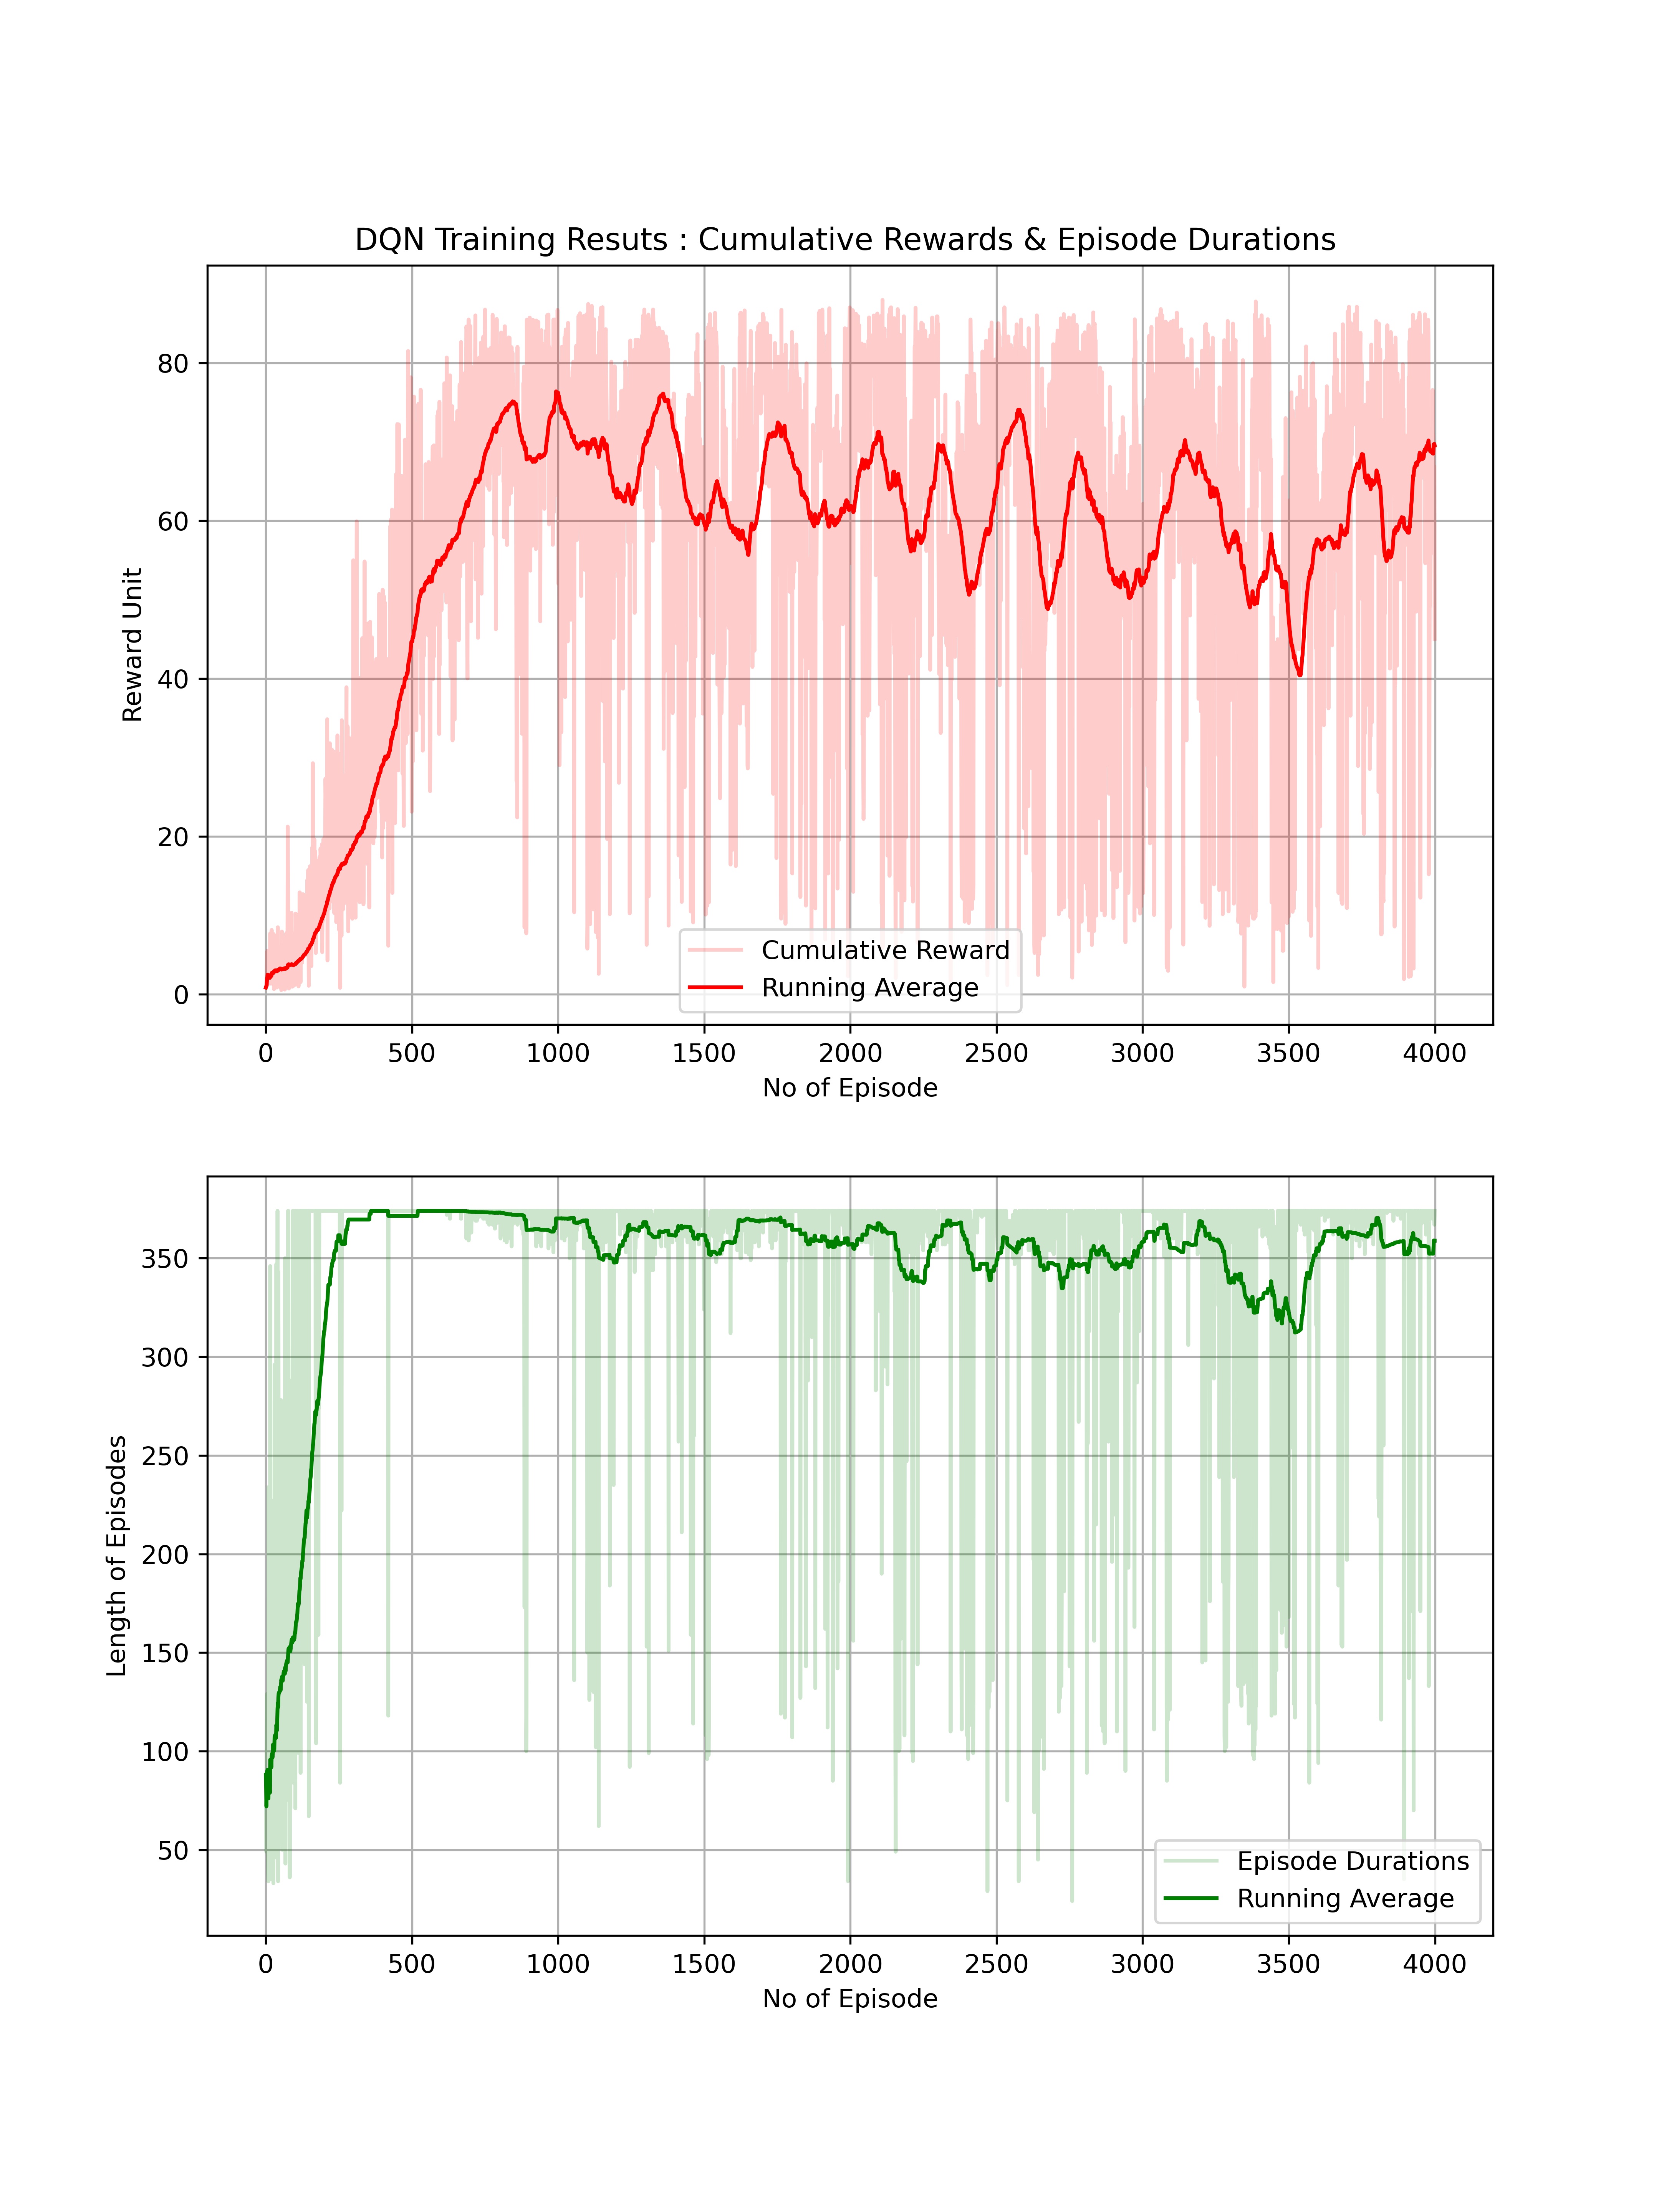 DQN Training Resuts : Cumulative Rewards & Episode Durations
80
60
40
20
0
Reward Unit
Cumulative Reward
Running Average
0 500 1000 1500 2000 2500 3000 3500 4000
No of Episode
350
300
250
200
150
100
50
Length of Episodes
Episode Durations
Running Average
0 500 1000 1500 2000 2500 3000 3500 4000
No of Episode